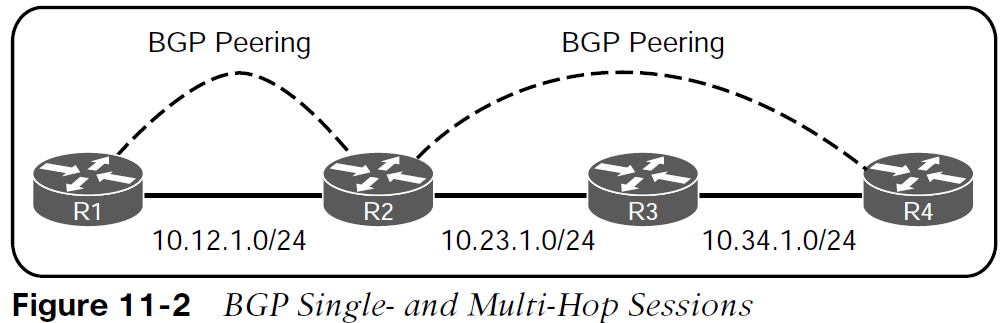 BGP Peering BGP Peering
R1 R2 R3 R4
10.12.1.0/24 10.23.1.0/24 10.34.1.0/24
Figure 11-2 BGP Single- and Multi-Hop Sessions